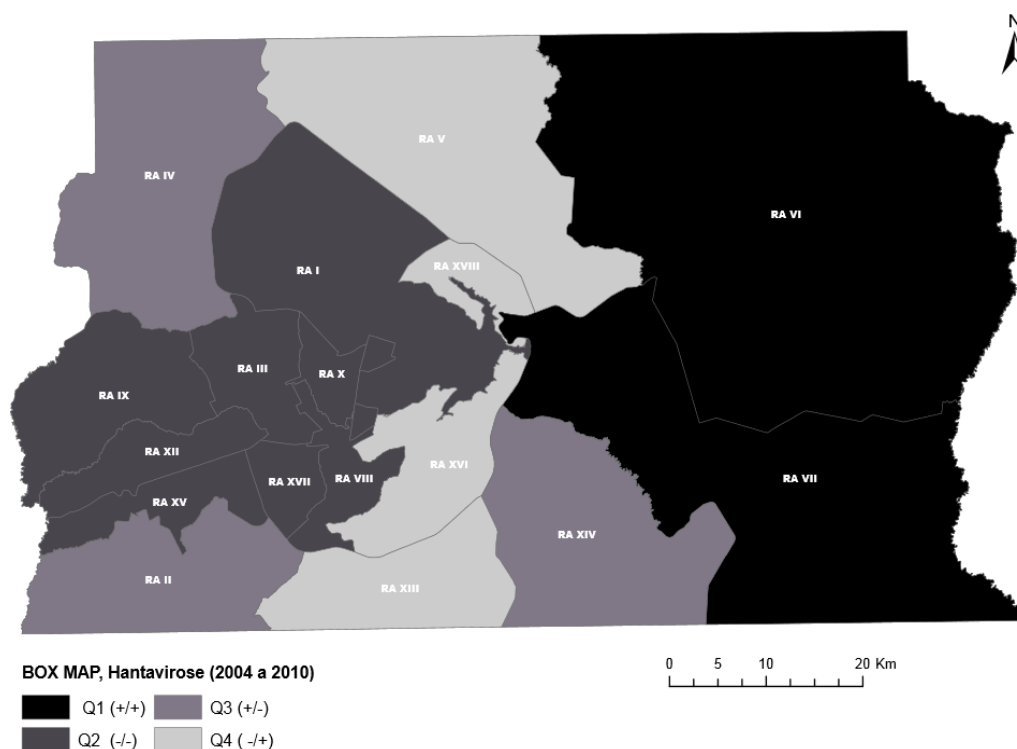 N
RA V
RA IV
RA VI
RA XVIII
RA I
RA III
RA X
RA IX
RA XII
RA XVI
RA XVII
RA VIII
RA VII
RA XV
RA XIV
RA II
RA XIII
BOX MAP, Hantavirose (2004 a 2010)
0 5 10 20 Km
Q1 (+/+) Q3 (+/-)
Q2 (-/-) Q4 ( -/+)